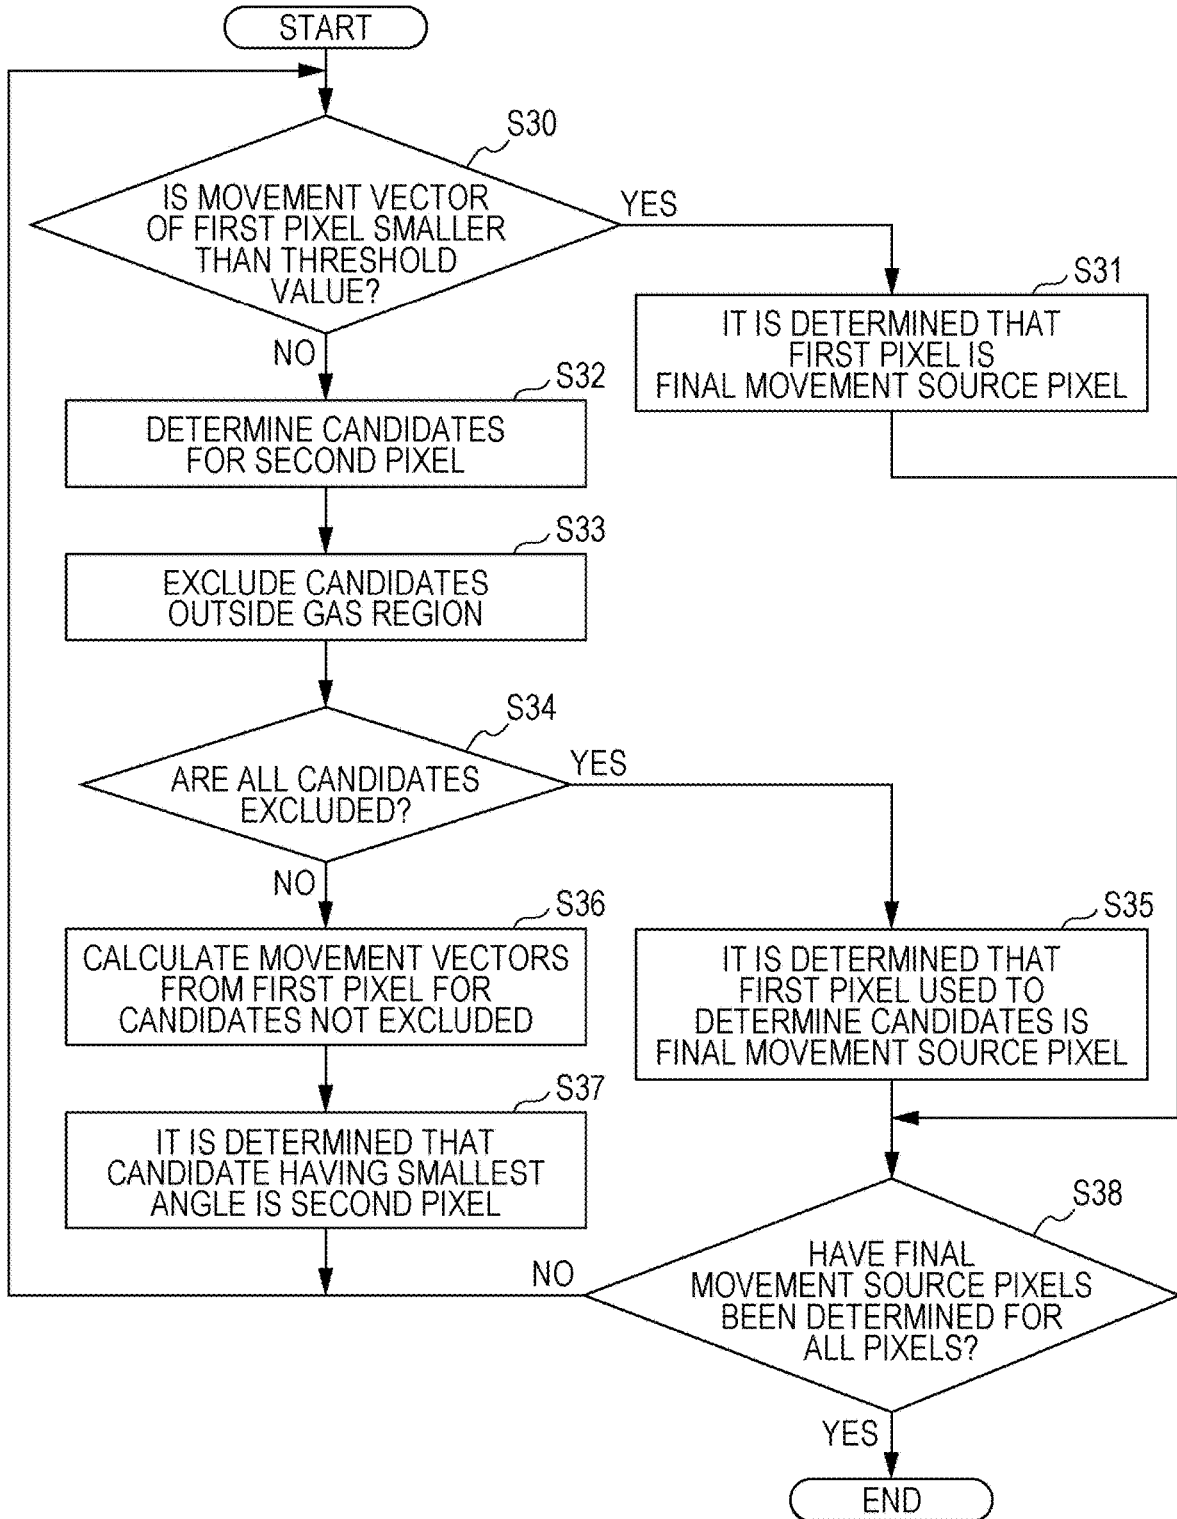 START
S30
IS MOVEMENT VECTOR
OF FIRST PIXEL SMALLER
THAN THRESHOLD
VALUE?
YES
NO
S31
IT IS DETERMINED THAT
FIRST PIXEL IS
FINAL MOVEMENT SOURCE PIXEL
S32
DETERMINE CANDIDATES
FOR SECOND PIXEL
S33
EXCLUDE CANDIDATES
OUTSIDE GAS REGION
S34
ARE ALL CANDIDATES
EXCLUDED?
YES
NO
S36
CALCULATE MOVEMENT VECTORS
FROM FIRST PIXEL FOR
CANDIDATES NOT EXCLUDED
S35
IT IS DETERMINED THAT
FIRST PIXEL USED TO
DETERMINE CANDIDATES IS
FINAL MOVEMENT SOURCE PIXEL
S37
IT IS DETERMINED THAT
CANDIDATE HAVING SMALLEST
ANGLE IS SECOND PIXEL
S38
HAVE FINAL
MOVEMENT SOURCE PIXELS
BEEN DETERMINED FOR
ALL PIXELS?
NO
YES
END